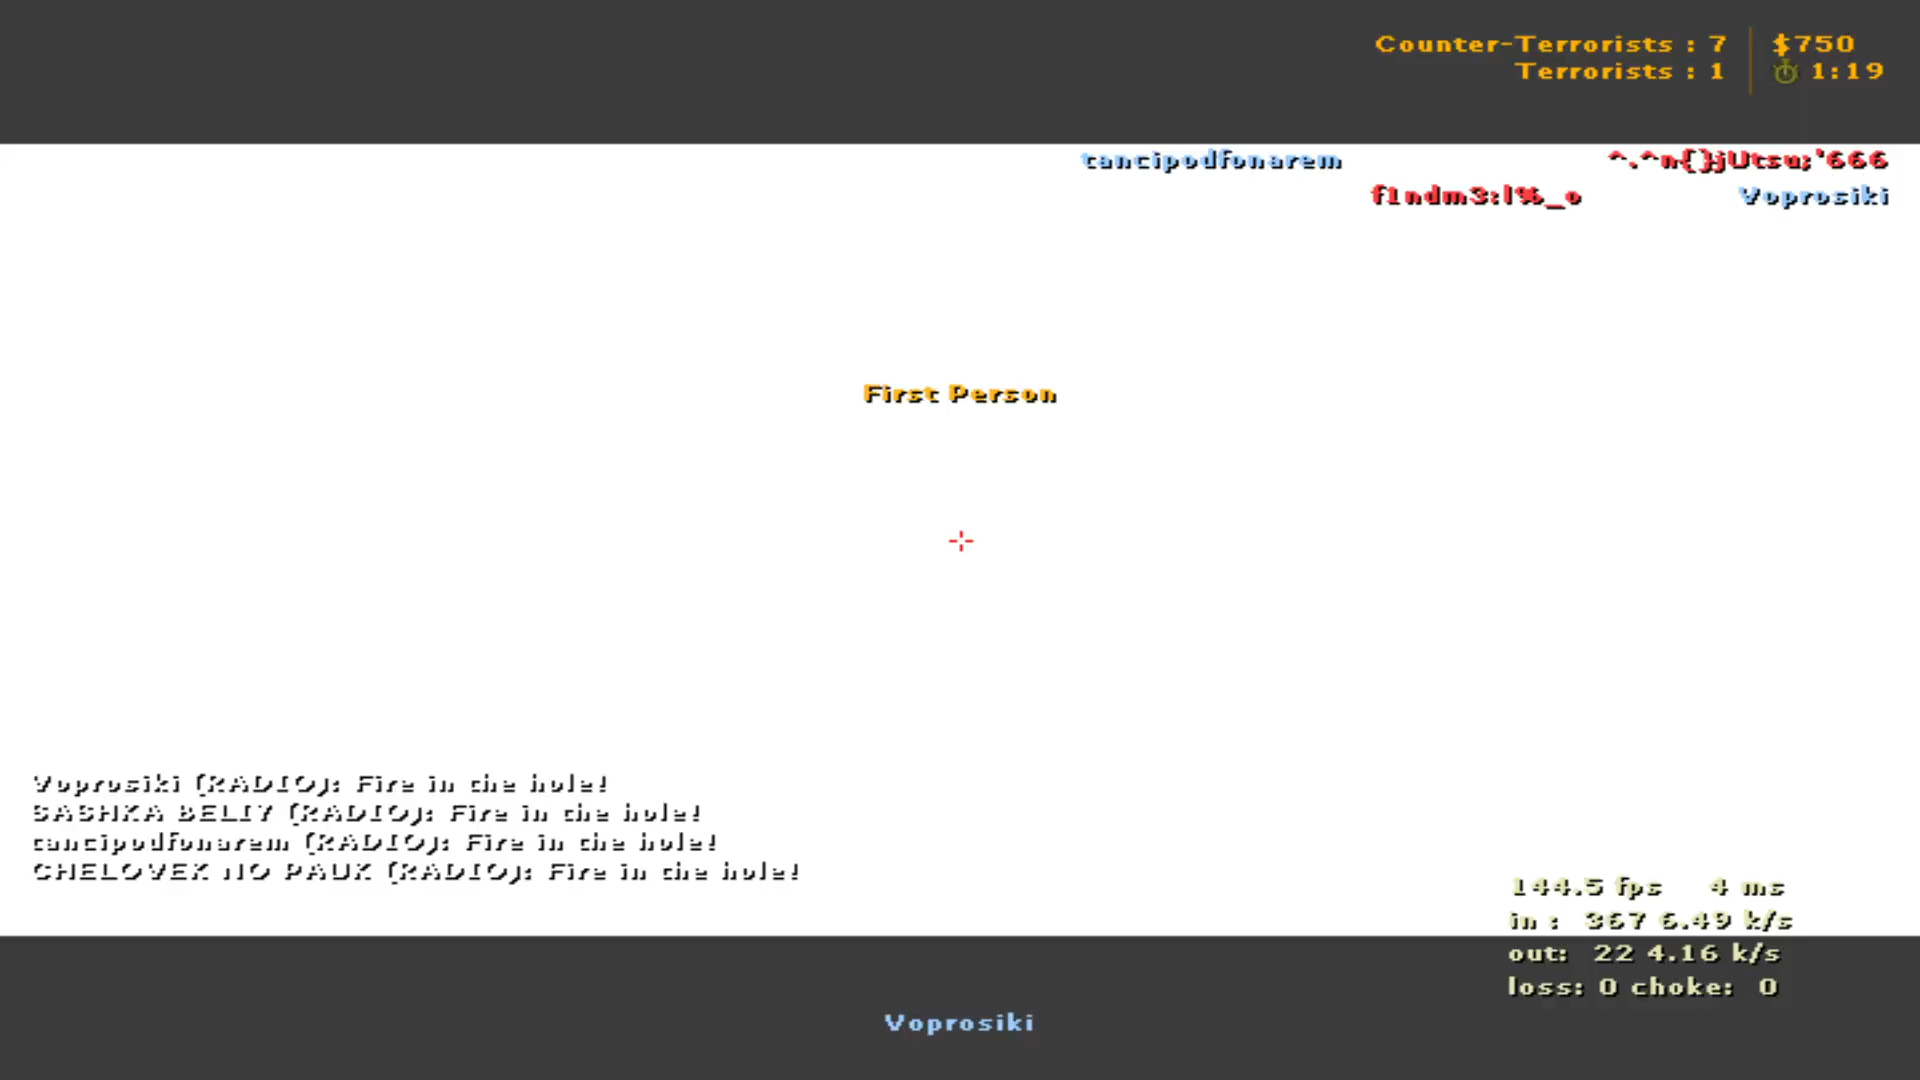 Counter-Terrorists : 7 $750
Terrorists : 1 1:19
tancipodfonarem ^.^n{}jUtsu;'666
f1ndm3:l%_o Voprosiki
First Person
Voprosiki (RADIO): Fire in the hole!
SASHKA BELIY (RADIO): Fire in the hole!
tancipodfonarem (RADIO): Fire in the hole!
CHELOVEK NO PAUK (RADIO): Fire in the hole!
144.5 fps 4 ms
in : 367 6.49 k/s
out: 22 4.16 k/s
loss: 0 choke: 0
Voprosiki